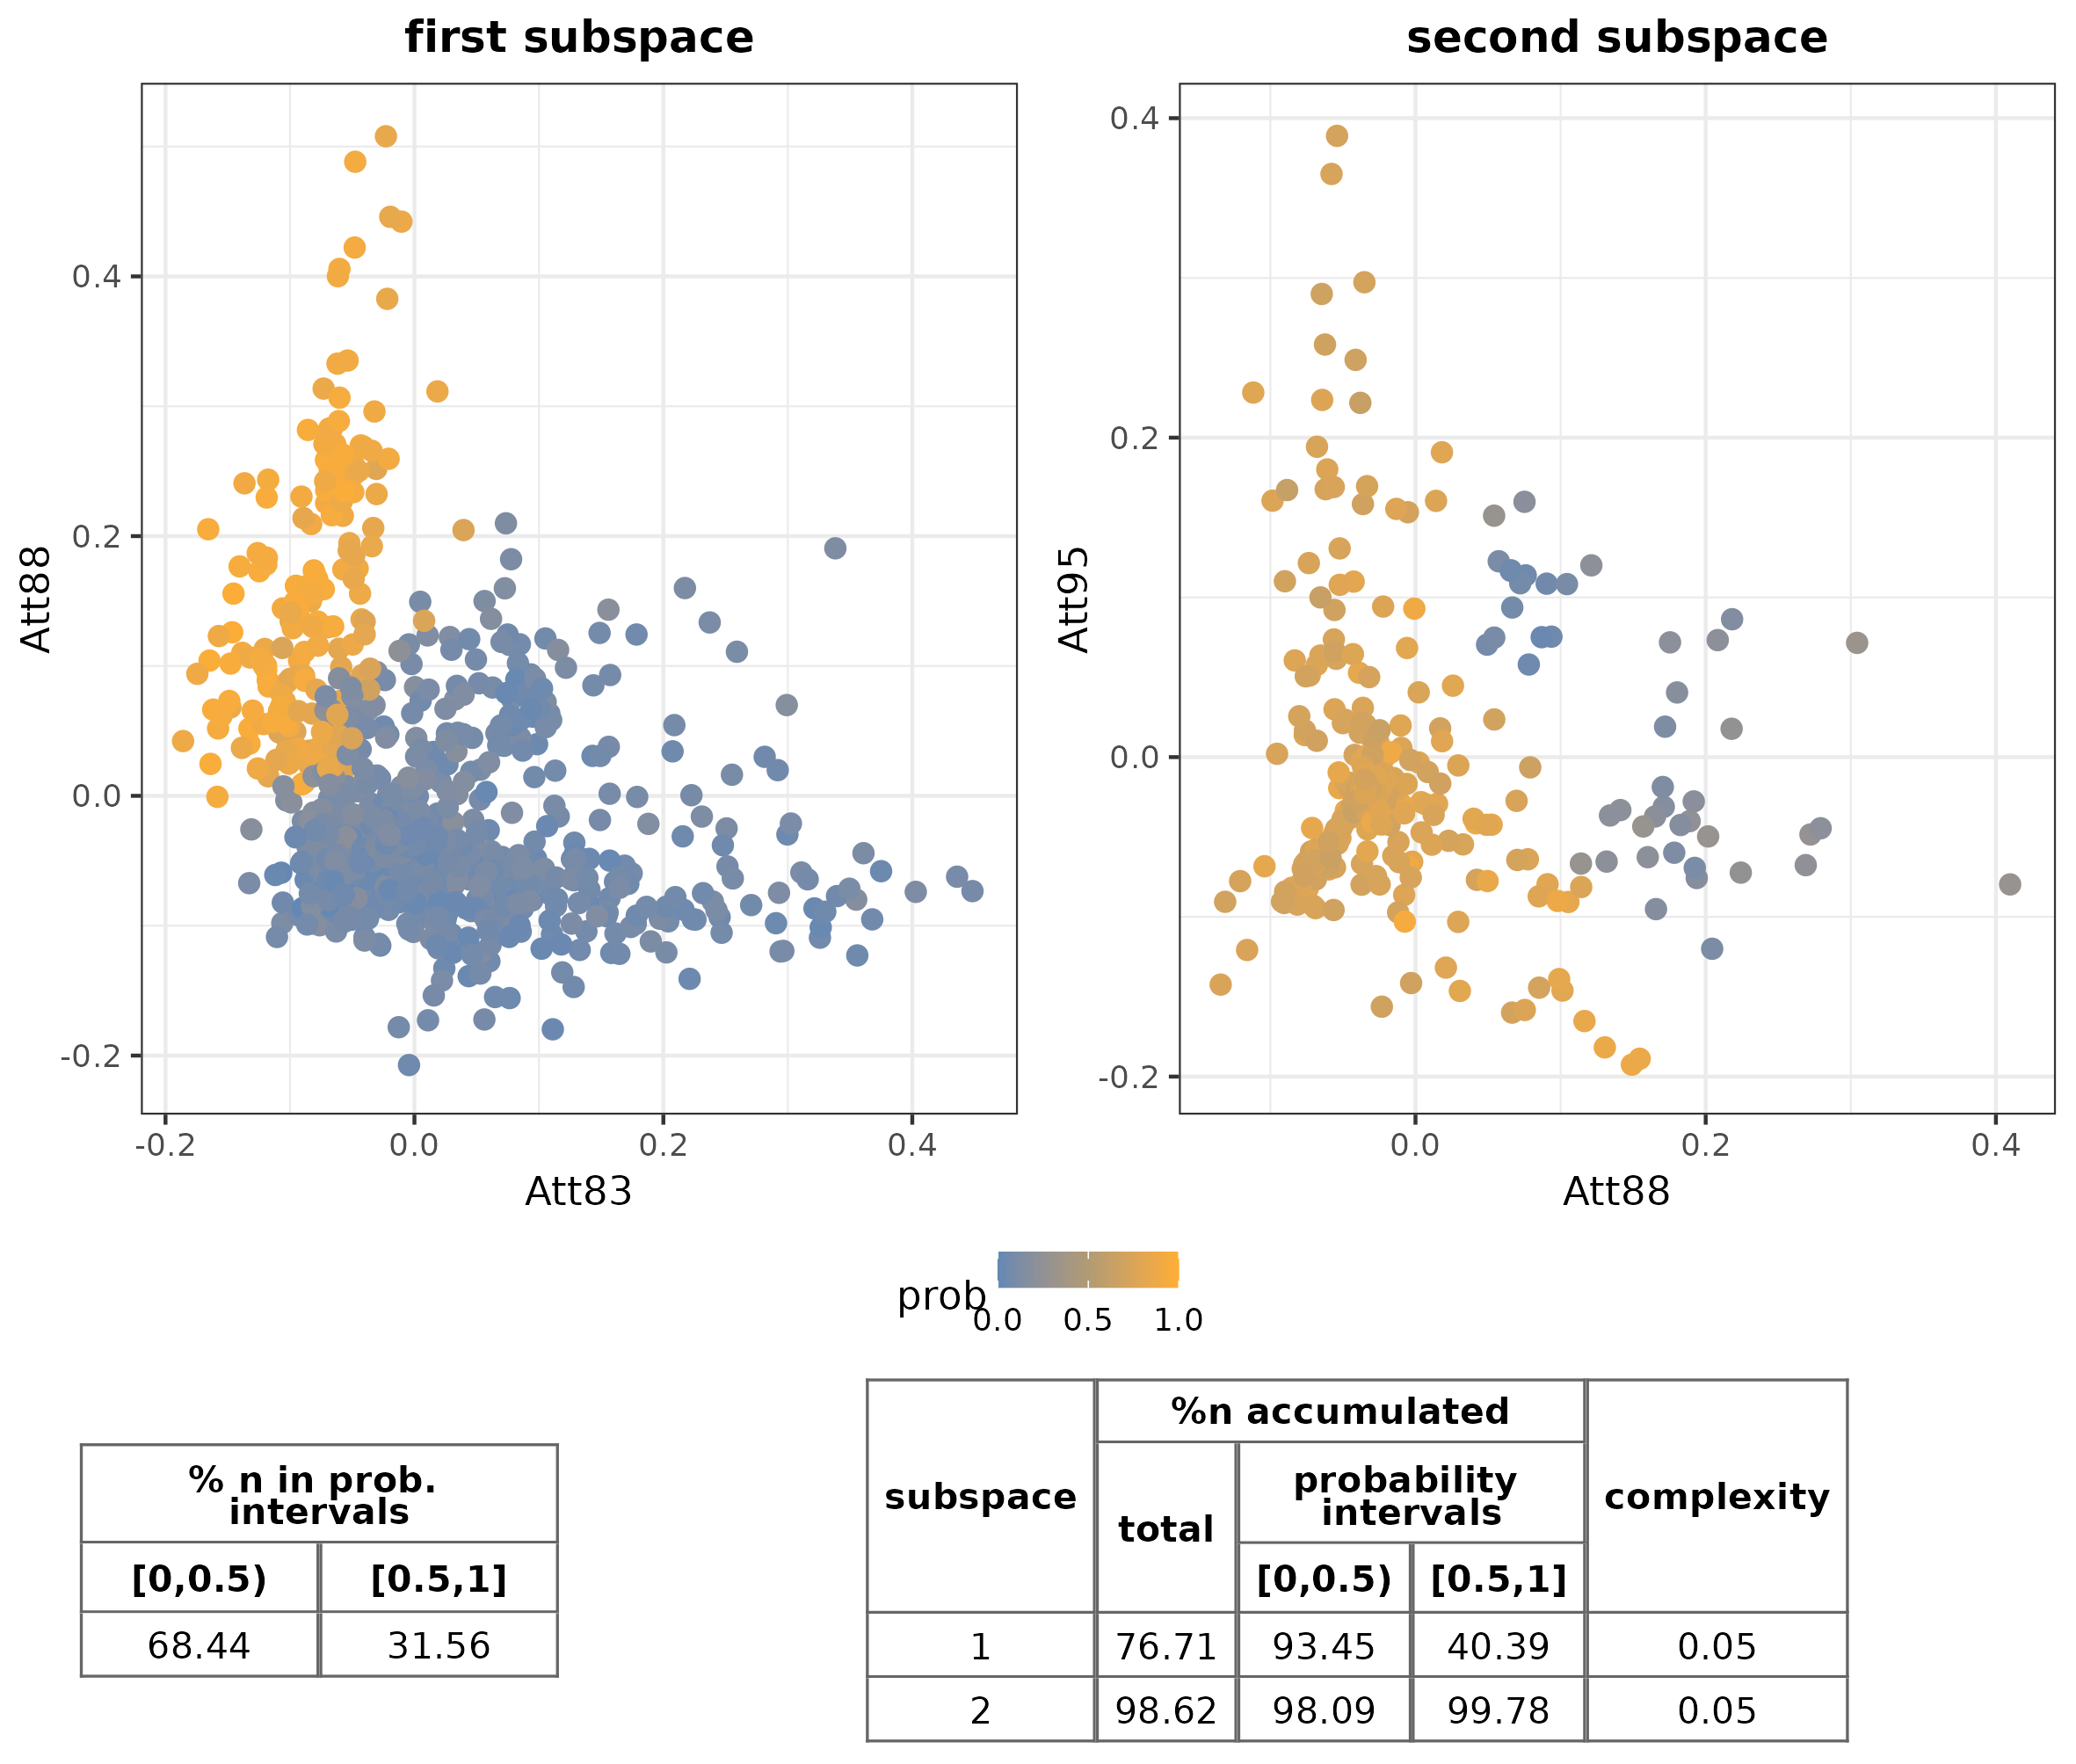 first subspace
second subspace
Att88
0.4
0.2
0.0
-0.2
-0.2
0.0
0.2
0.4
Att83
Att95
0.4
0.2
0.0
-0.2
0.0
0.2
0.4
Att88
prob
0.0 0.5 1.0
% n in prob.
intervals
[0,0.5) [0.5,1]
68.44 31.56
%n accumulated
subspace total probability
intervals complexity
[0,0.5) [0.5,1]
1 76.71 93.45 40.39 0.05
2 98.62 98.09 99.78 0.05